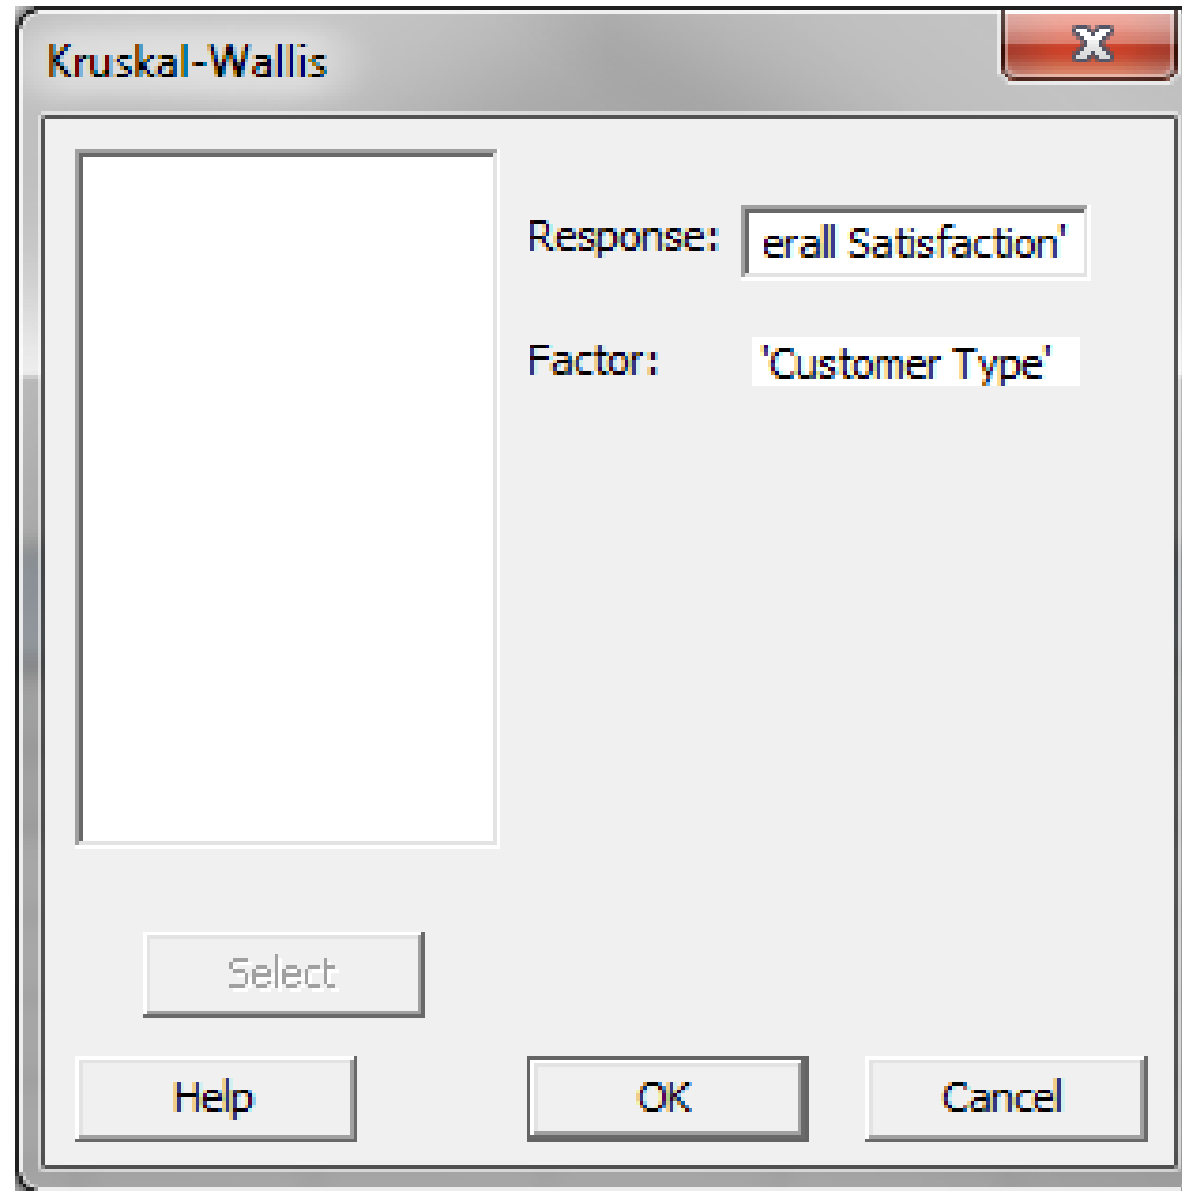 Kruskal-Wallis
Response: erall Satisfaction'
Factor: 'Customer Type'
Select
Help OK Cancel